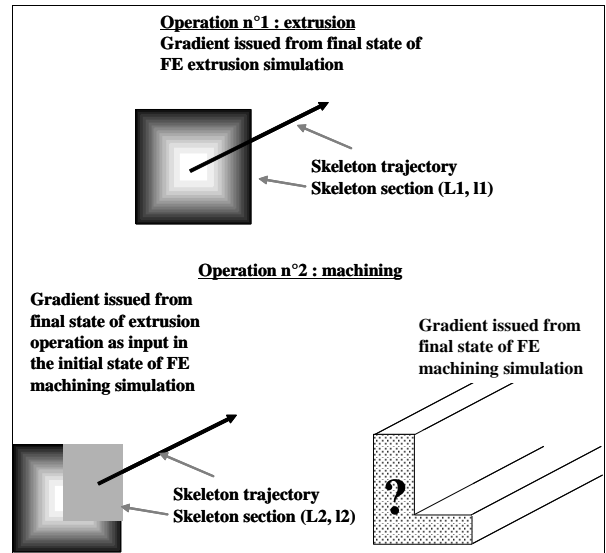 Operation n°1 : extrusion
Gradient issued from final state of
FE extrusion simulation
Skeleton trajectory
Skeleton section (L1, l1)
Operation n°2 : machining
Gradient issued from
final state of extrusion
operation as input in
the initial state of FE
machining simulation
Gradient issued from
final state of FE
machining simulation
?
Skeleton trajectory
Skeleton section (L2, l2)